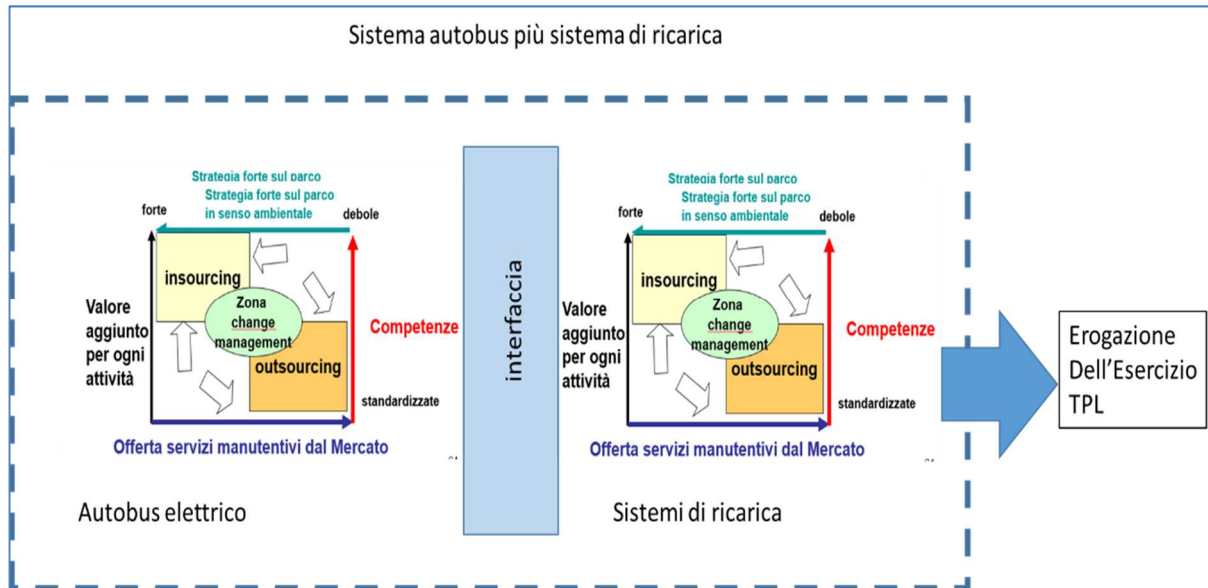 Sistema autobus più sistema di ricarica
Strategia forte sul parco
Strategia forte sul parco
in senso ambientale
forte
debole
insourcing
Zona
change
management
outsourcing
Valore
aggiunto
per ogni
attività
Competenze
standardizzate
Offerta servizi manutentivi dal Mercato
Autobus elettrico
interfaccia
Strategia forte sul parco
Strategia forte sul parco
in senso ambientale
forte
debole
insourcing
Zona
change
management
outsourcing
Valore
aggiunto
per ogni
attività
Competenze
standardizzate
Offerta servizi manutentivi dal Mercato
Sistemi di ricarica
Erogazione
Dell'Esercizio
TPL